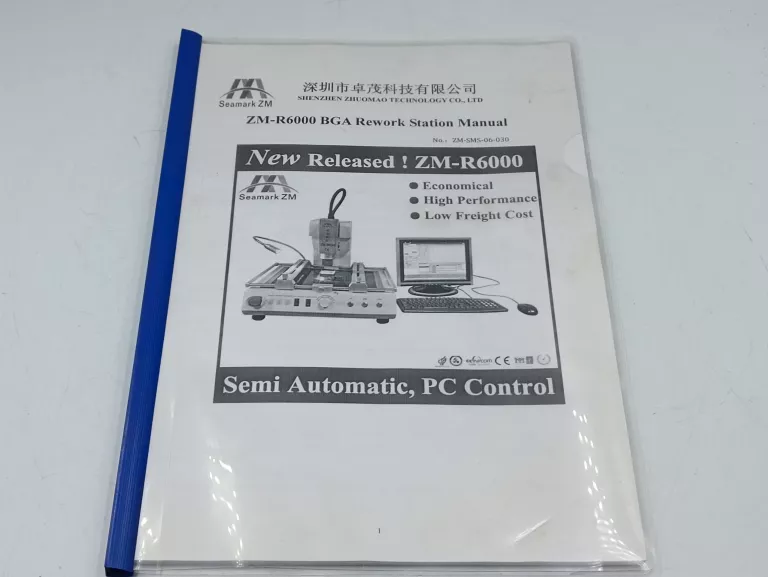 Seamark ZM
深圳市卓茂科技有限公司
SHENZHEN ZHUOMAO TECHNOLOGY CO., LTD
ZM-R6000 BGA Rework Station Manual
No.: ZM-SMS-06-030
New Released ! ZM-R6000
Seamark ZM
● Economical
● High Performance
● Low Freight Cost
CE
Semi Automatic, PC Control
1